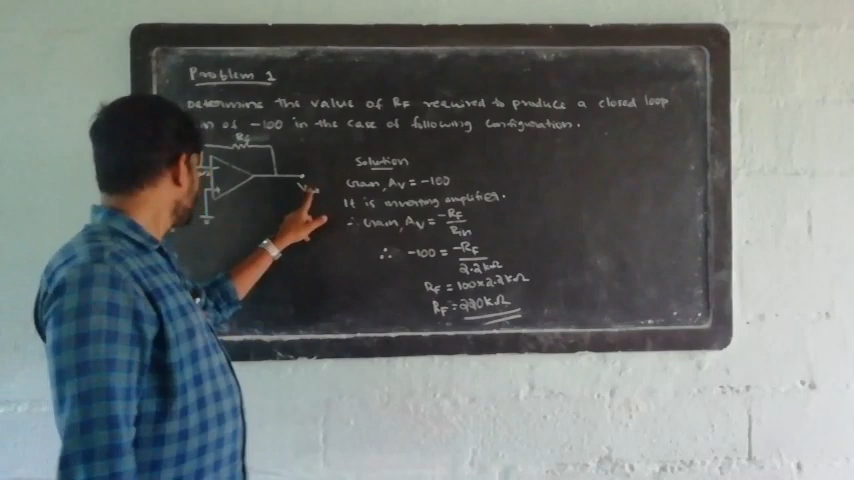 Problem 1
Determine the value of RF required to produce a closed loop
of -100 in the case of following configuration.
RF
Solution
Gain, Av = -100
It is inverting amplifier.
∴ Gain, Av = -RF/Rin
∴ -100 = -RF/2.2kΩ
RF = 100×2.2kΩ
RF = 220kΩ